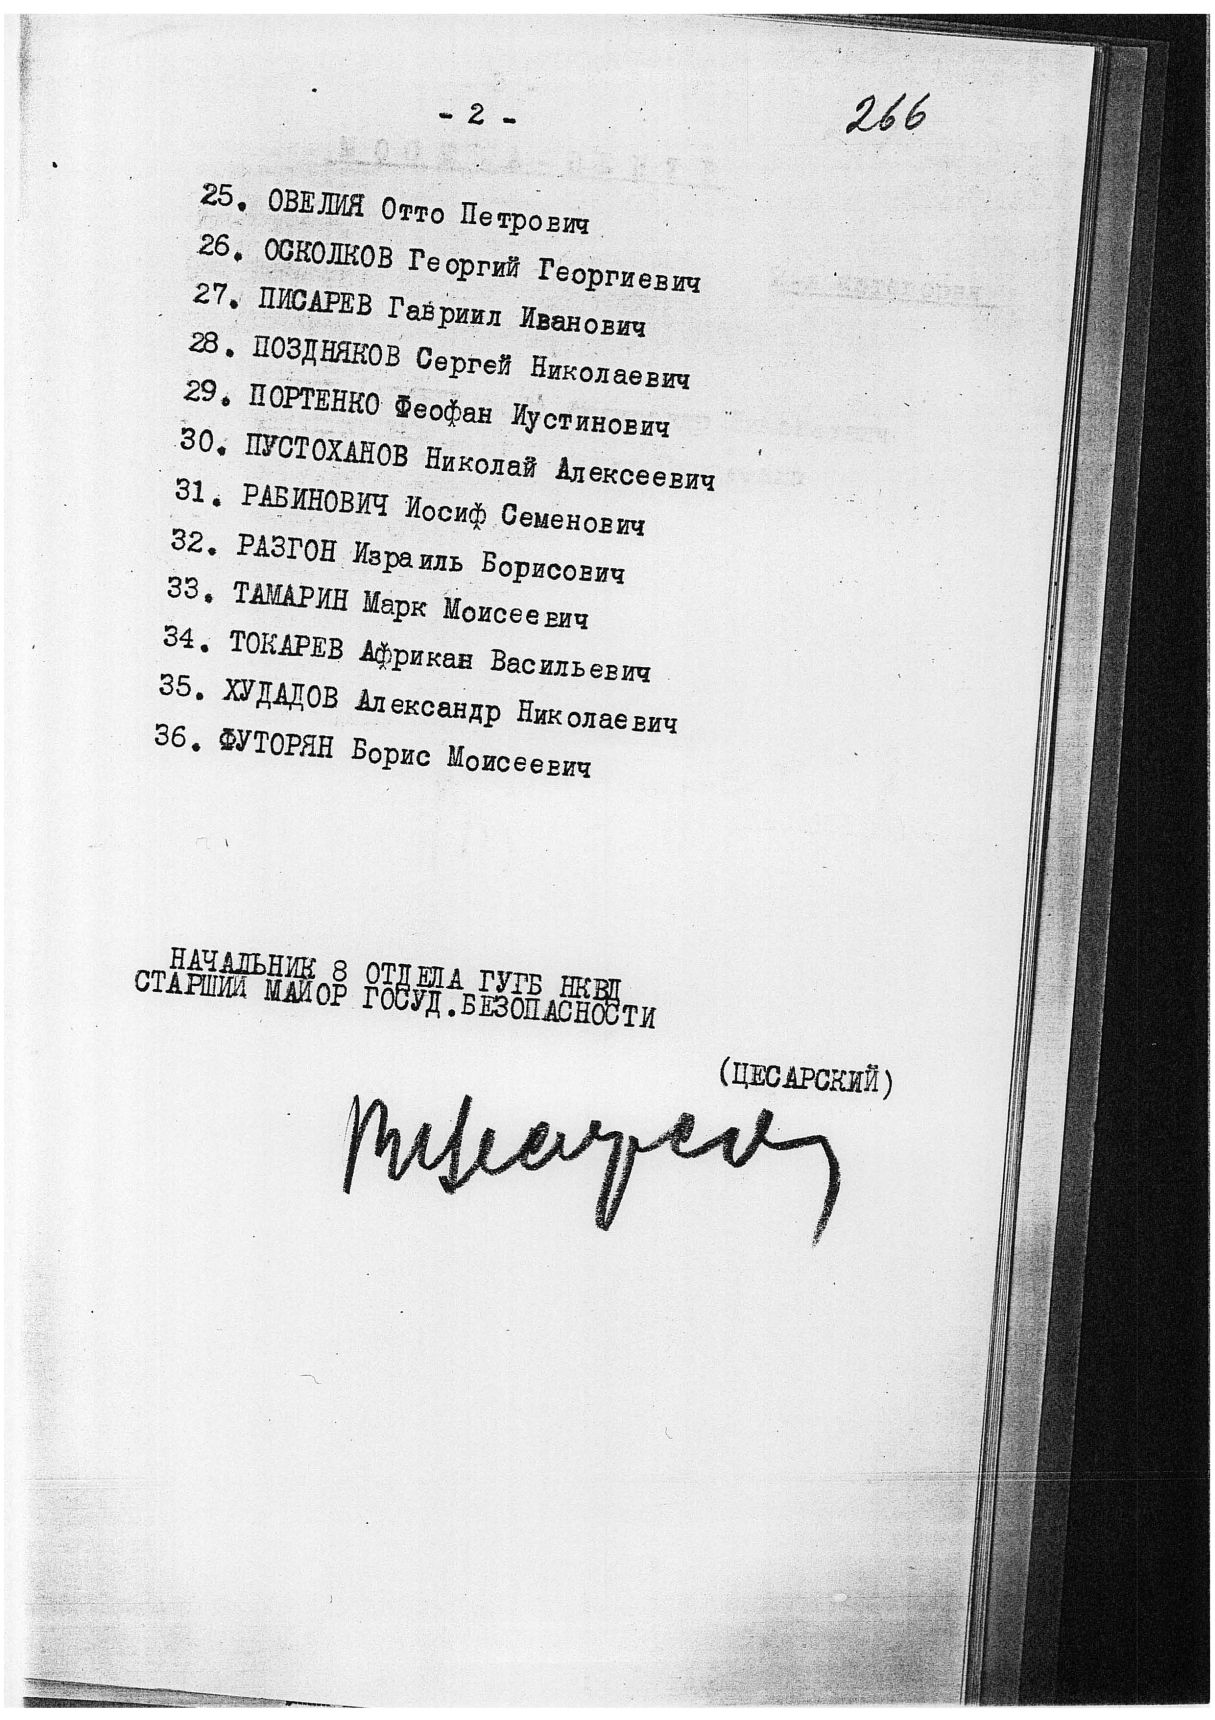 - 2 -
266
25. ОВЕЛИЯ Отто Петрович
26. ОСКОЛКОВ Георгий Георгиевич
27. ПИСАРЕВ Гавриил Иванович
28. ПОЗДНЯКОВ Сергей Николаевич
29. ПОРТЕНКО Феофан Иустинович
30. ПУСТОХАНОВ Николай Алексеевич
31. РАБИНОВИЧ Иосиф Семенович
32. РАЗГОН Израиль Борисович
33. ТАМАРИН Марк Моисеевич
34. ТОКАРЕВ Африкан Васильевич
35. ХУДАДОВ Александр Николаевич
36. ФУТОРЯН Борис Моисеевич
НАЧАЛЬНИК 8 ОТДЕЛА ГУГБ НКВД
СТАРШИЙ МАЙОР ГОСУД.БЕЗОПАСНОСТИ
(ЦЕСАРСКИЙ)